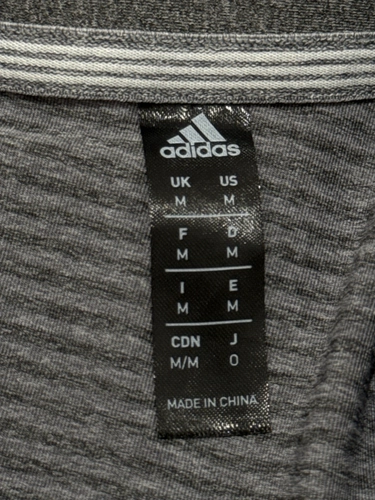 adidas
UK US
M M
F D
M M
I E
M M
CDN J
M/M O
MADE IN CHINA